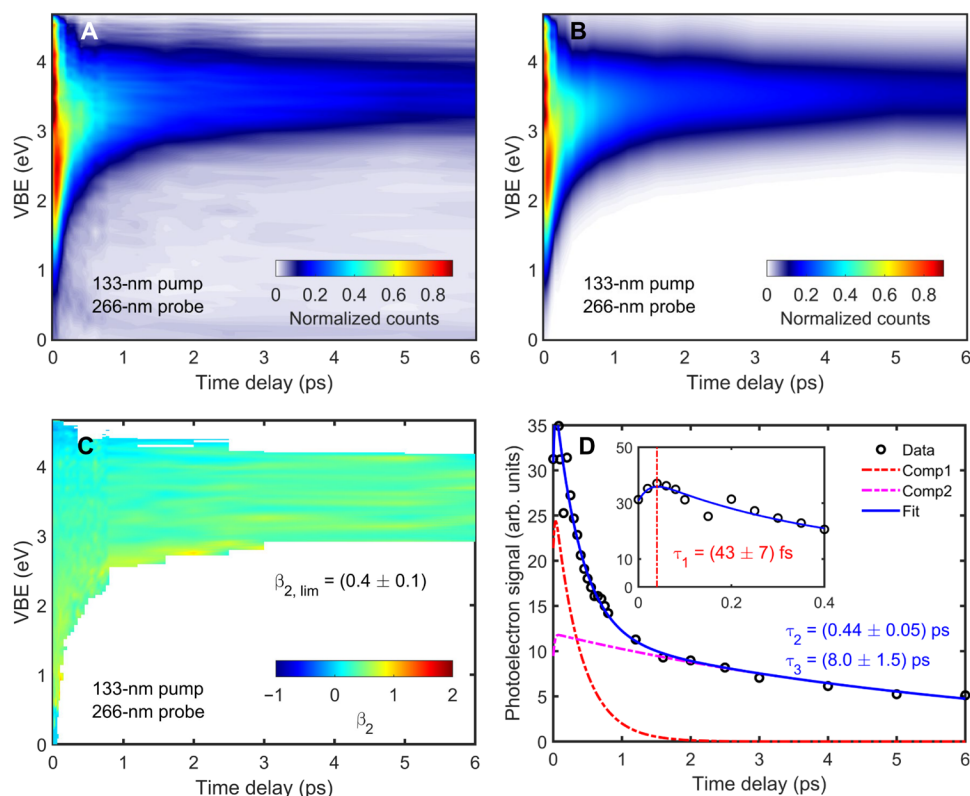 A
VBE (eV)
4
3
2
1
0
133-nm pump
266-nm probe
0 0.2 0.4 0.6 0.8
Normalized counts
0 1 2 3 4 5 6
Time delay (ps)
B
VBE (eV)
4
3
2
1
0
133-nm pump
266-nm probe
0 0.2 0.4 0.6 0.8
Normalized counts
0 1 2 3 4 5 6
Time delay (ps)
C
VBE (eV)
4
3
2
1
0
β2, lim = (0.4 ± 0.1)
133-nm pump
266-nm probe
−1 0 1 2
β2
0 1 2 3 4 5 6
Time delay (ps)
D
Photoelectron signal (arb. units)
35
30
25
20
15
10
5
0
50
30
10
0
0 0.2 0.4
τ1 = (43 ± 7) fs
Data
Comp1
Comp2
Fit
τ2 = (0.44 ± 0.05) ps
τ3 = (8.0 ± 1.5) ps
0 1 2 3 4 5 6
Time delay (ps)